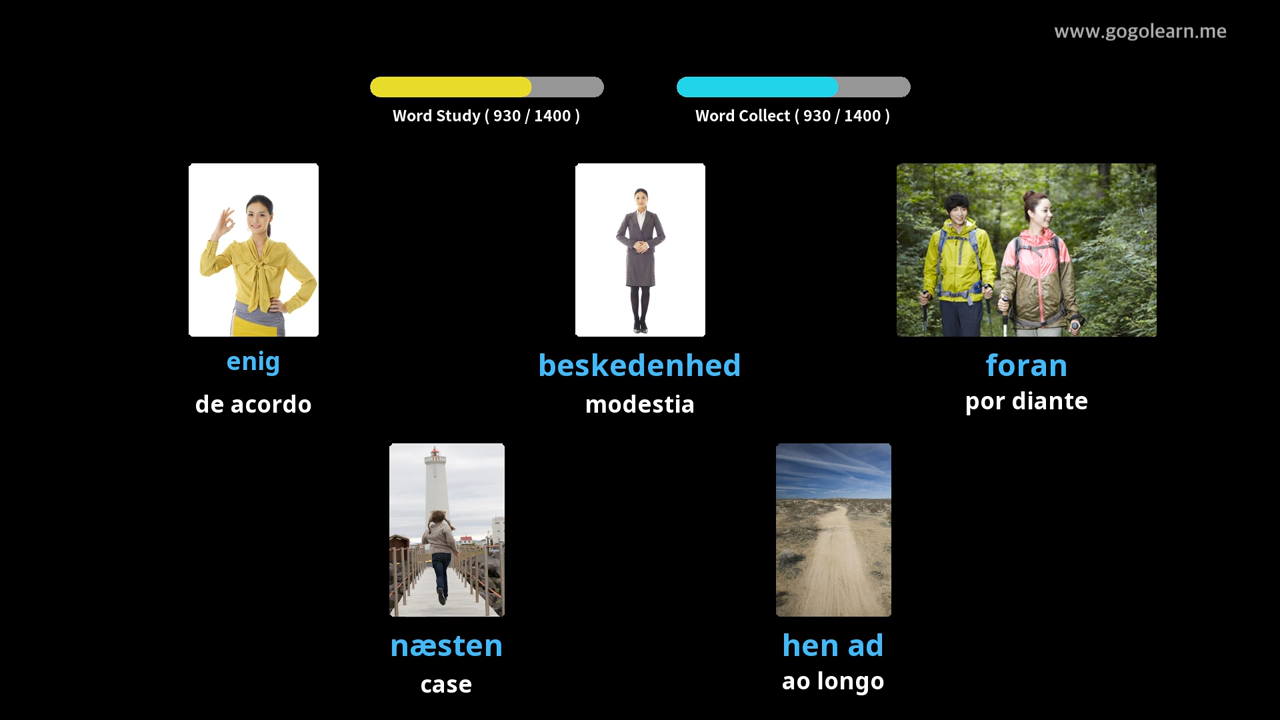 www.gogolearn.me
Word Study ( 930 / 1400 )
Word Collect ( 930 / 1400 )
enig
de acordo
beskedenhed
modestia
foran
por diante
næsten
case
hen ad
ao longo